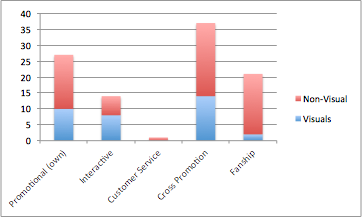 40
35
30
25
20
15
10
5
0
Promotional (own)
Interactive
Customer Service
Cross Promotion
Fanship
Non-Visual
Visuals